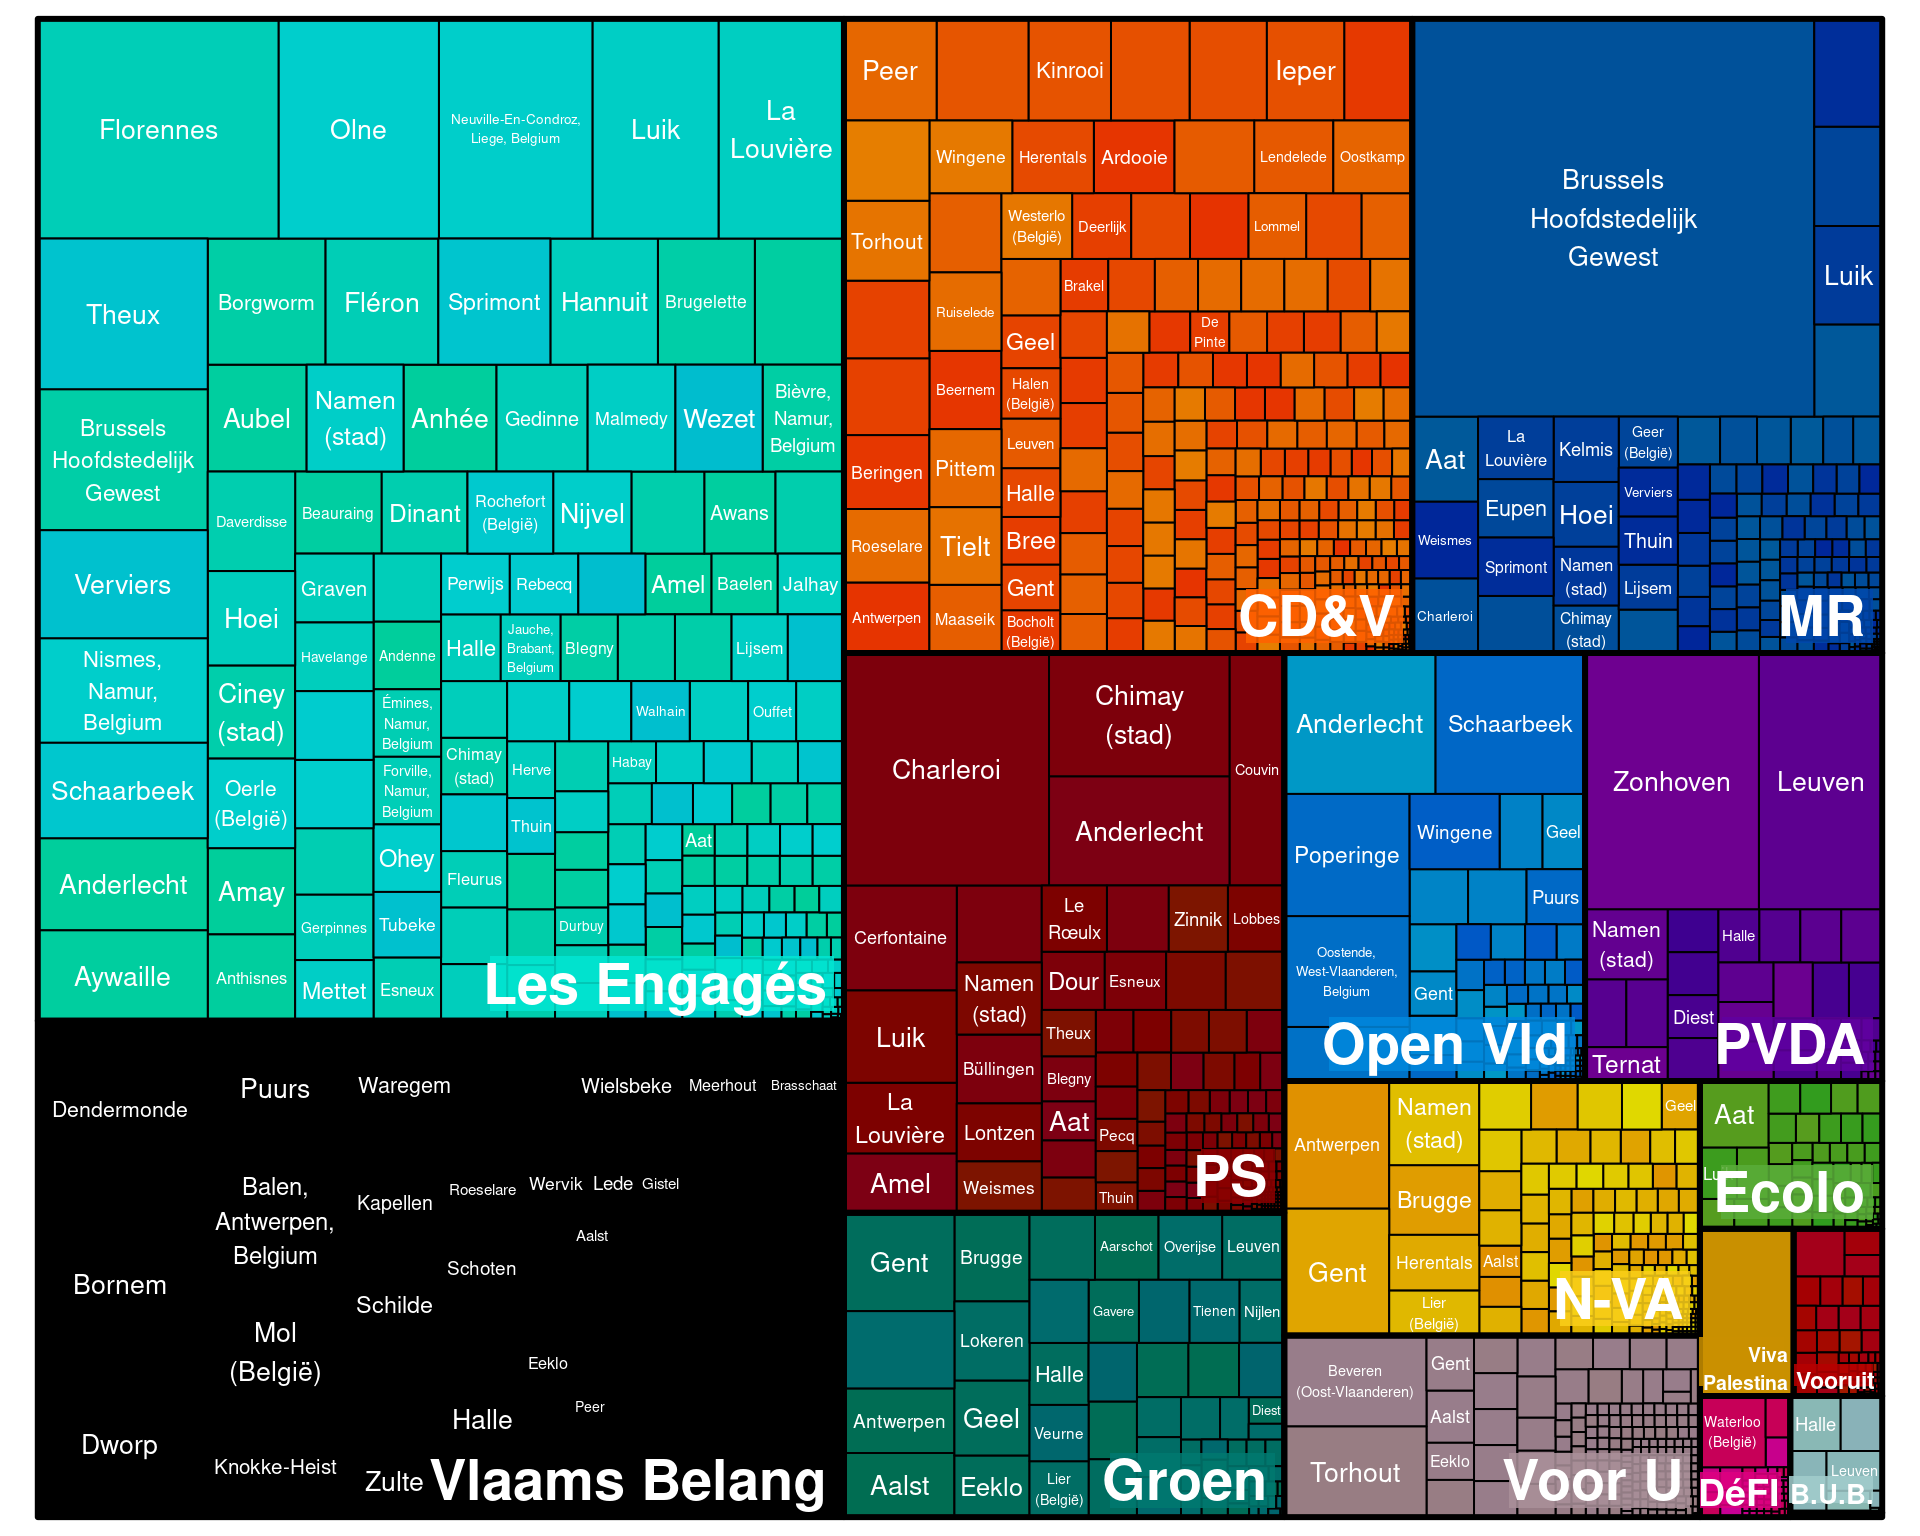 Florennes
Olne
Neuville-En-Condroz,
Liege, Belgium
Luik
La
Louvière
Theux
Borgworm
Fléron
Sprimont
Hannuit
Brugelette
Brussels
Hoofdstedelijk
Gewest
Aubel
Namen
(stad)
Anhée
Gedinne
Malmedy
Wezet
Bièvre,
Namur,
Belgium
Daverdisse
Beauraing
Dinant
Rochefort
(België)
Nijvel
Awans
Verviers
Hoei
Graven
Perwijs
Rebecq
Amel
Baelen
Jalhay
Havelange
Andenne
Halle
Jauche,
Brabant,
Belgium
Blegny
Lijsem
Nismes,
Namur,
Belgium
Ciney
(stad)
Émines,
Namur,
Belgium
Walhain
Ouffet
Chimay
(stad)
Herve
Habay
Schaarbeek
Oerle
(België)
Forville,
Namur,
Belgium
Thuin
Aat
Anderlecht
Amay
Ohey
Fleurus
Gerpinnes
Tubeke
Durbuy
Aywaille
Anthisnes
Mettet
Esneux
Les Engagés
Dendermonde
Puurs
Waregem
Wielsbeke
Meerhout
Brasschaat
Balen,
Antwerpen,
Belgium
Kapellen
Roeselare
Wervik
Lede
Gistel
Aalst
Bornem
Schoten
Schilde
Mol
(België)
Eeklo
Peer
Halle
Dworp
Knokke-Heist
Zulte
Vlaams Belang
Peer
Kinrooi
Ieper
Wingene
Herentals
Ardooie
Lendelede
Oostkamp
Torhout
Westerlo
(België)
Deerlijk
Lommel
Ruiselede
Brakel
Geel
De
Pinte
Beernem
Halen
(België)
Beringen
Pittem
Leuven
Halle
Roeselare
Tielt
Bree
Antwerpen
Maaseik
Gent
Bocholt
(België)
CD&V
Brussels
Hoofdstedelijk
Gewest
Luik
Aat
La
Louvière
Kelmis
Geer
(België)
Weismes
Eupen
Hoei
Verviers
Sprimont
Thuin
Charleroi
Namen
(stad)
Lijsem
Chimay
(stad)
MR
Charleroi
Chimay
(stad)
Couvin
Anderlecht
Cerfontaine
Le
Rœulx
Zinnik
Lobbes
Luik
Namen
(stad)
Dour
Esneux
Theux
Büllingen
Blegny
La
Louvière
Lontzen
Aat
Pecq
Amel
Weismes
Thuin
PS
Anderlecht
Schaarbeek
Poperinge
Wingene
Geel
Puurs
Oostende,
West-Vlaanderen,
Belgium
Gent
Open Vld
Zonhoven
Leuven
Namen
(stad)
Halle
Diest
Ternat
PVDA
Gent
Brugge
Aarschot
Overijse
Leuven
Gavere
Tienen
Nijlen
Lokeren
Halle
Antwerpen
Geel
Veurne
Diest
Aalst
Eeklo
Lier
(België)
Groen
Antwerpen
Namen
(stad)
Geel
Brugge
Gent
Herentals
Aalst
Lier
(België)
N-VA
Aat
Ecolo
Viva
Palestina
Vooruit
Beveren
(Oost-Vlaanderen)
Gent
Aalst
Torhout
Eeklo
Voor U
Waterloo
(België)
DéFI
Halle
Leuven
B.U.B.